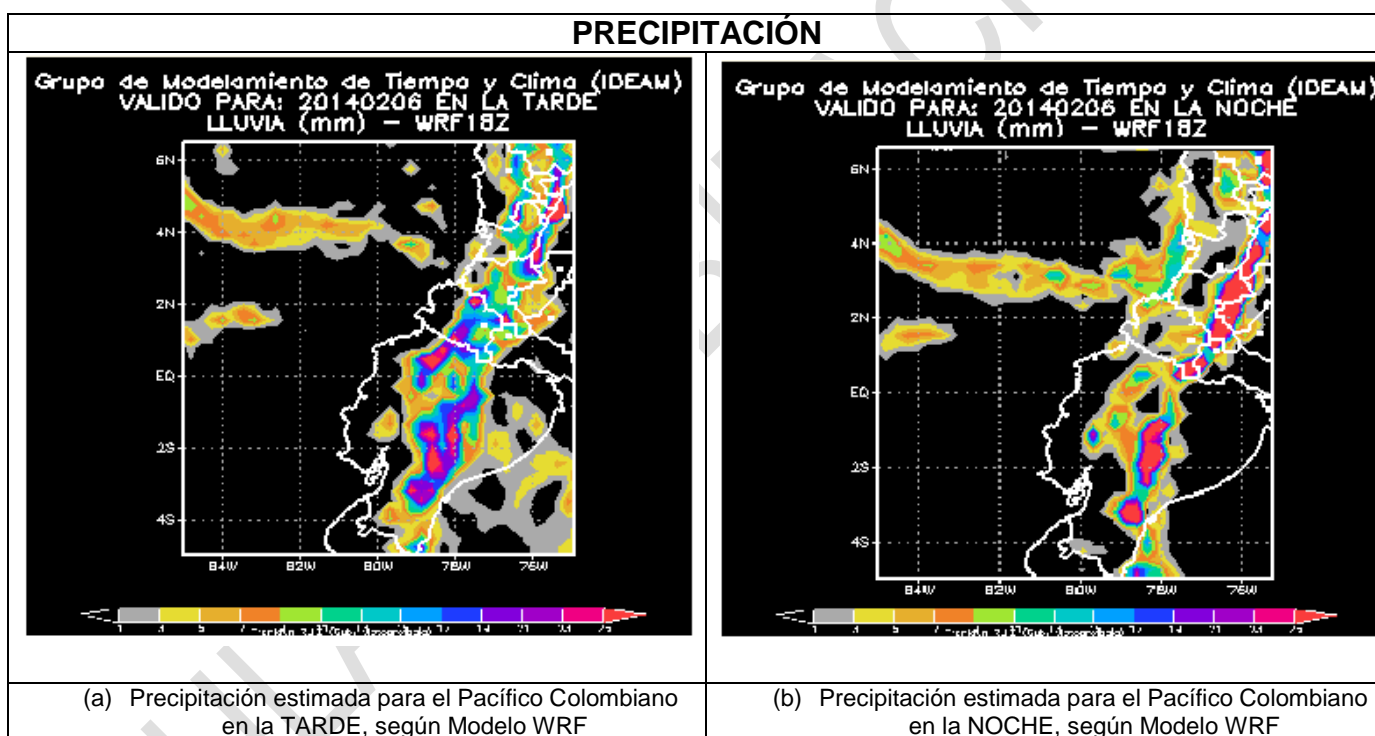 PRECIPITACIÓN
Grupo de Modelamiento de Tiempo y Clima (IDEAM)
VALIDO PARA: 20140206 EN LA TARDE
LLUVIA (mm) – WRF18Z
6N
4N
2N
EQ
2S
4S
84W 82W 80W 78W 76W
(a) Precipitación estimada para el Pacífico Colombiano
en la TARDE, según Modelo WRF
Grupo de Modelamiento de Tiempo y Clima (IDEAM)
VALIDO PARA: 20140206 EN LA NOCHE
LLUVIA (mm) – WRF18Z
6N
4N
2N
EQ
2S
4S
84W 82W 80W 78W 76W
(b) Precipitación estimada para el Pacífico Colombiano
en la NOCHE, según Modelo WRF